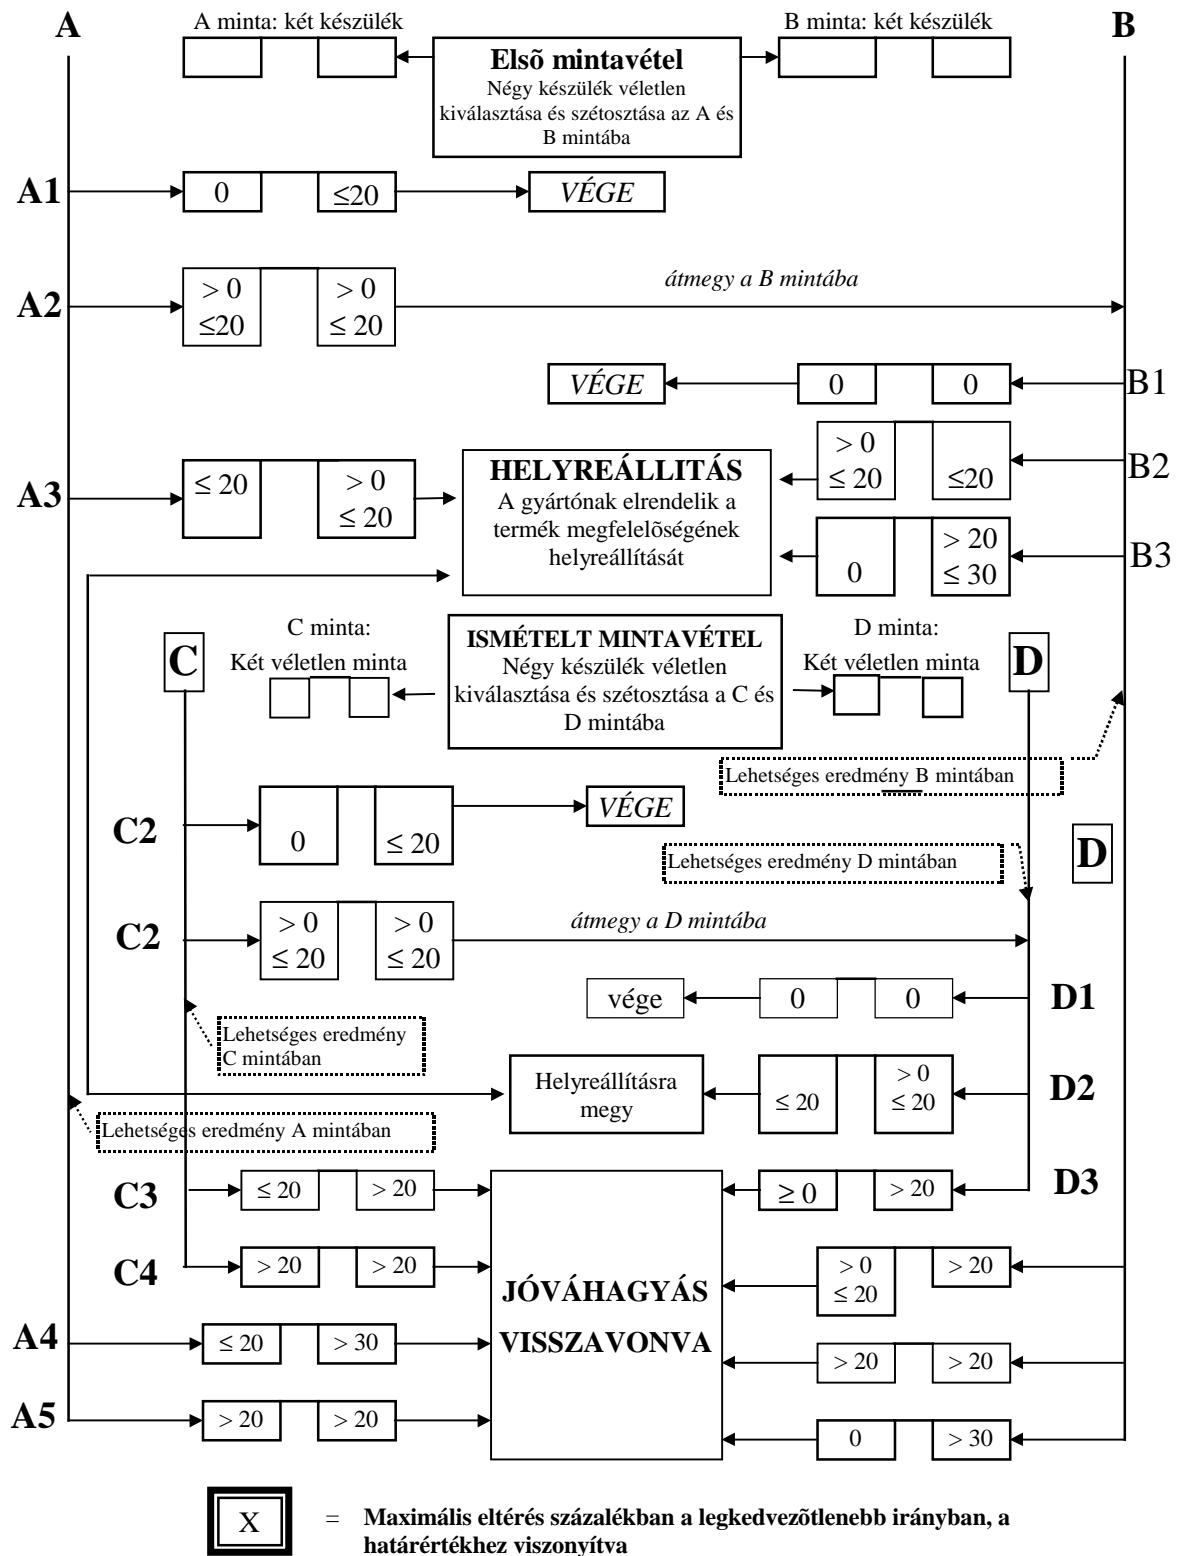 A
A minta: két készülék
B minta: két készülék
B
Elsõ mintavétel
Négy készülék véletlen
kiválasztása és szétosztása az A és
B mintába
A1
0
≤20
VÉGE
A2
> 0
≤20
> 0
≤ 20
átmegy a B mintába
VÉGE
0
0
B1
A3
≤ 20
> 0
≤ 20
HELYREÁLLITÁS
A gyártónak elrendelik a
termék megfelelõségének
helyreállítását
> 0
≤ 20
≤20
B2
0
> 20
≤ 30
B3
C
C minta:
Két véletlen minta
ISMÉTELT MINTAVÉTEL
Négy készülék véletlen
kiválasztása és szétosztása a C és
D mintába
D minta:
Két véletlen minta
D
Lehetséges eredmény B mintában
C2
0
≤ 20
VÉGE
Lehetséges eredmény D mintában
D
C2
> 0
≤ 20
> 0
≤ 20
átmegy a D mintába
vége
0
0
D1
Lehetséges eredmény
C mintában
Helyreállításra
megy
≤ 20
> 0
≤ 20
D2
Lehetséges eredmény A mintában
C3
≤ 20
> 20
≥ 0
> 20
D3
C4
> 20
> 20
JÓVÁHAGYÁS
VISSZAVONVA
> 0
≤ 20
> 20
A4
≤ 20
> 30
> 20
> 20
A5
> 20
> 20
0
> 30
X
= Maximális eltérés százalékban a legkedvezõtlenebb irányban, a
határértékhez viszonyítva